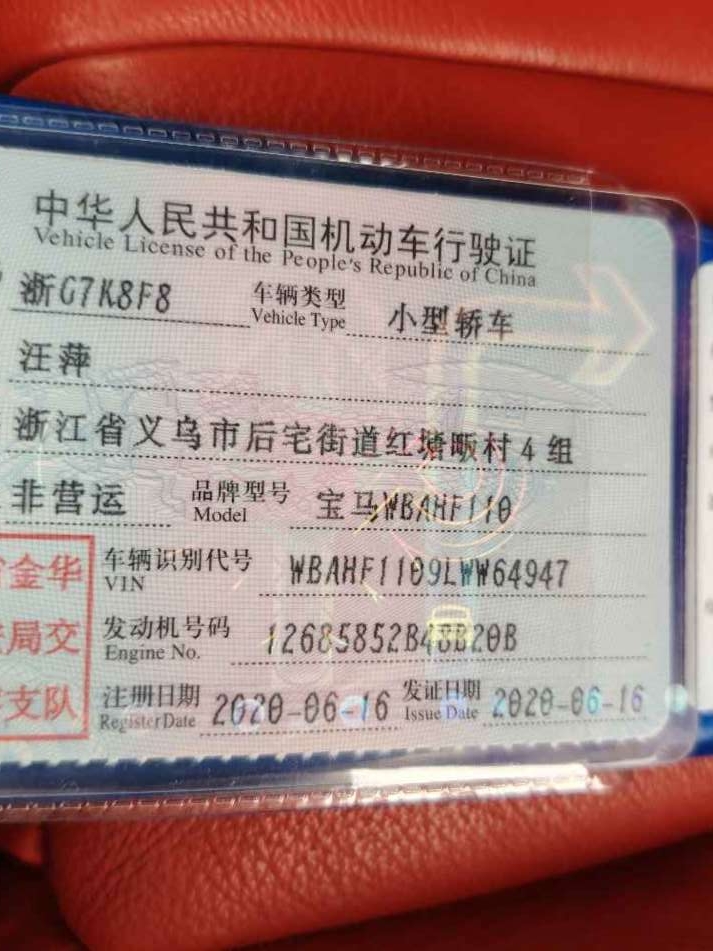 中华人民共和国机动车行驶证
Vehicle License of the People's Republic of China
浙G7K8F8 车辆类型 Vehicle Type 小型轿车
汪萍
浙江省义乌市后宅街道红塘畈村4组
非营运 品牌型号 Model 宝马WBAHF110
金华 车辆识别代号 VIN WBAHF1109LWW64947
局交 发动机号码 Engine No. 12685852B48B20B
支队 注册日期 Register Date 2020-06-16 发证日期 Issue Date 2020-06-16